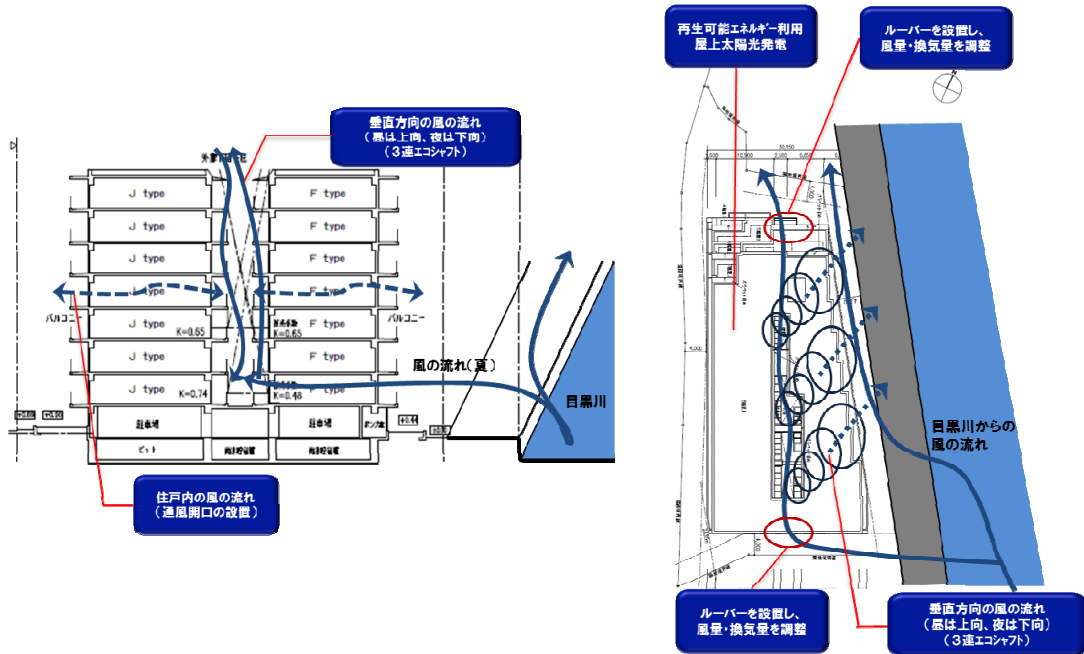 垂直方向の風の流れ
(昼は上向、夜は下向)
(3連エコシャフト)
J type
F type
J type
F type
J type
F type
J type
F type
バルコニー
バルコニー
J type
K=0.65
F type
K=0.65
J type
F type
J type
K=0.74
F type
K=0.48
駐車場
駐車場
ピット
風の流れ(夏)
目黒川
住戸内の風の流れ
(通風開口の設置)
再生可能エネルギー利用
屋上太陽光発電
ルーバーを設置し、
風量・換気量を調整
N
30,150
10,900
4,000
目黒川からの
風の流れ
ルーバーを設置し、
風量・換気量を調整
垂直方向の風の流れ
(昼は上向、夜は下向)
(3連エコシャフト)